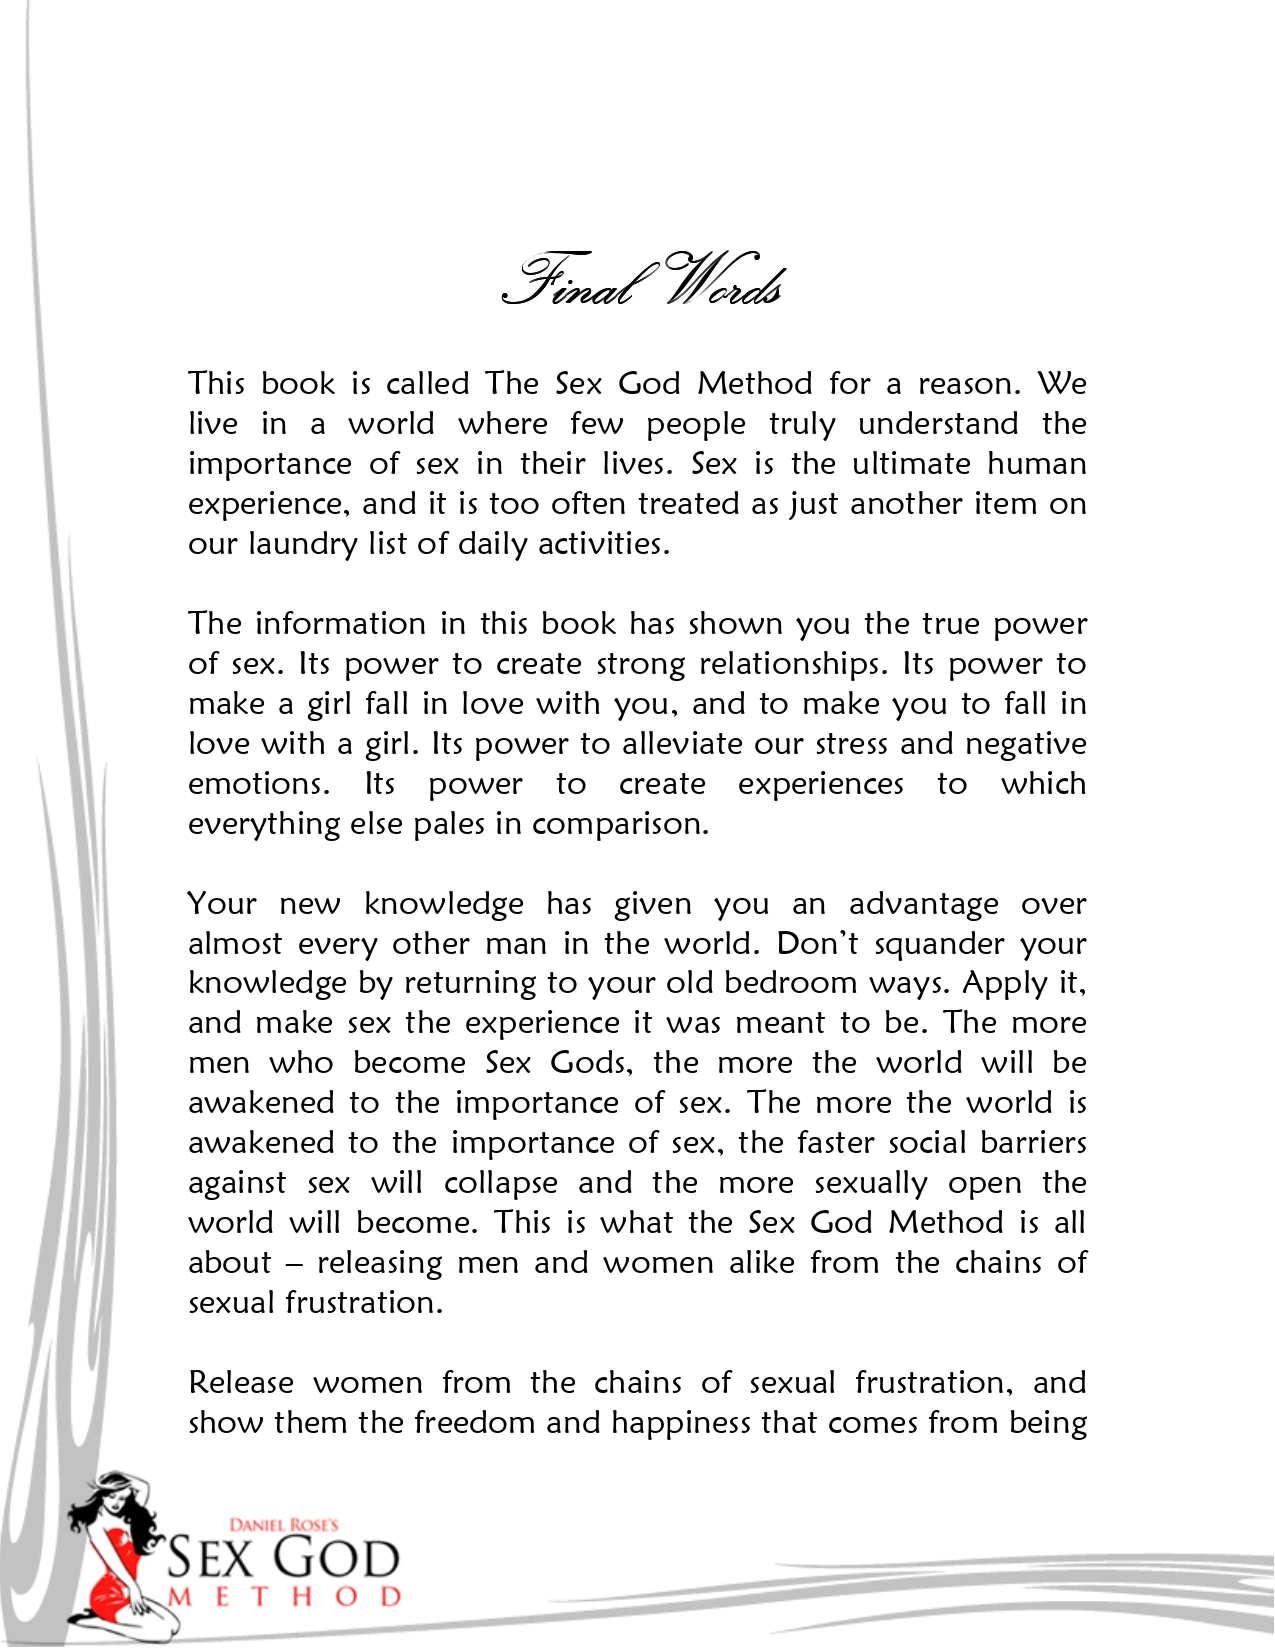 Final Words
This book is called The Sex God Method for a reason. We
live in a world where few people truly understand the
importance of sex in their lives. Sex is the ultimate human
experience, and it is too often treated as just another item on
our laundry list of daily activities.
The information in this book has shown you the true power
of sex. Its power to create strong relationships. Its power to
make a girl fall in love with you, and to make you to fall in
love with a girl. Its power to alleviate our stress and negative
emotions. Its power to create experiences to which
everything else pales in comparison.
Your new knowledge has given you an advantage over
almost every other man in the world. Don’t squander your
knowledge by returning to your old bedroom ways. Apply it,
and make sex the experience it was meant to be. The more
men who become Sex Gods, the more the world will be
awakened to the importance of sex. The more the world is
awakened to the importance of sex, the faster social barriers
against sex will collapse and the more sexually open the
world will become. This is what the Sex God Method is all
about – releasing men and women alike from the chains of
sexual frustration.
Release women from the chains of sexual frustration, and
show them the freedom and happiness that comes from being
DANIEL ROSE'S
SEX GOD
METHOD